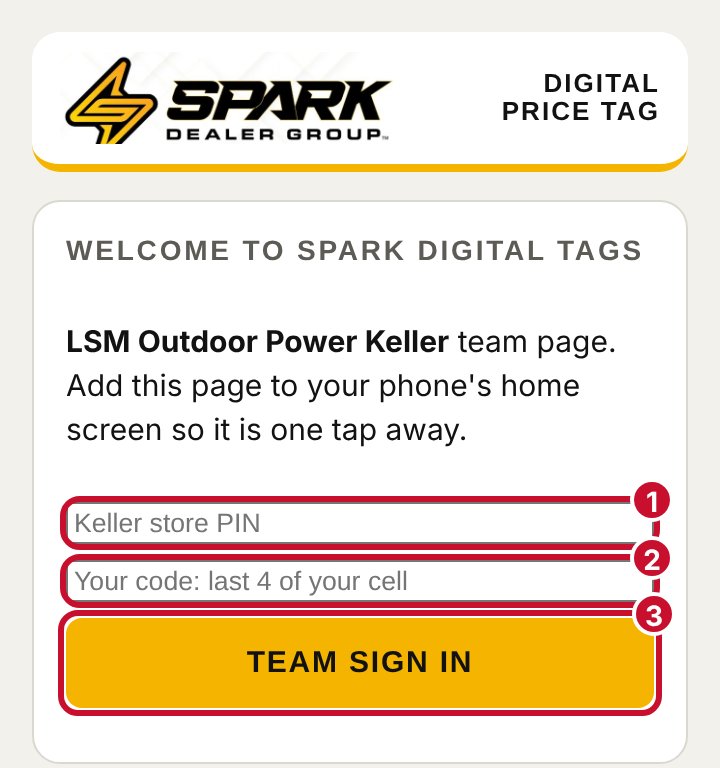 SPARK
DEALER GROUP™
DIGITAL
PRICE TAG
WELCOME TO SPARK DIGITAL TAGS
LSM Outdoor Power Keller team page.
Add this page to your phone's home
screen so it is one tap away.
1
Keller store PIN
2
Your code: last 4 of your cell
3
TEAM SIGN IN